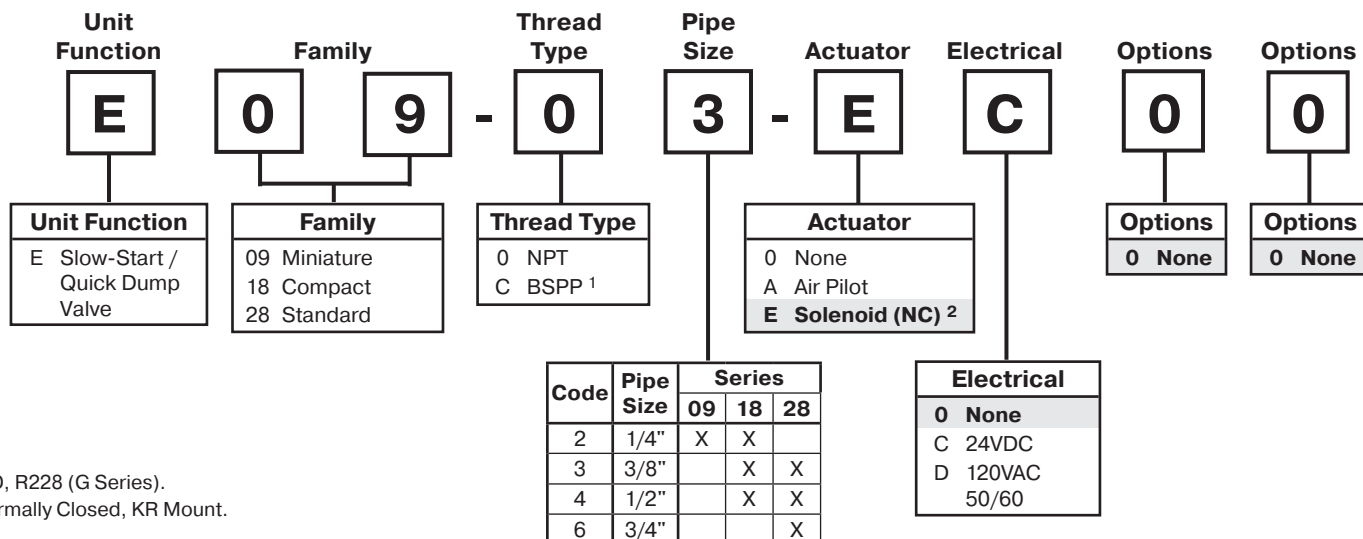 Unit Function Family Thread Type Pipe Size Actuator Electrical Options Options
E 0 9 - 0 3 - E C 0 0
Unit Function
E Slow-Start / Quick Dump Valve
Family
09 Miniature
18 Compact
28 Standard
Thread Type
0 NPT
C BSPP 1
Actuator
0 None
A Air Pilot
E Solenoid (NC) 2
Options
0 None
Options
0 None
Code Pipe Size Series
09 18 28
2 1/4" X X
3 3/8" X X
4 1/2" X X
6 3/4" X
Electrical
0 None
C 24VDC
D 120VAC
50/60
, R228 (G Series).
rmally Closed, KR Mount.